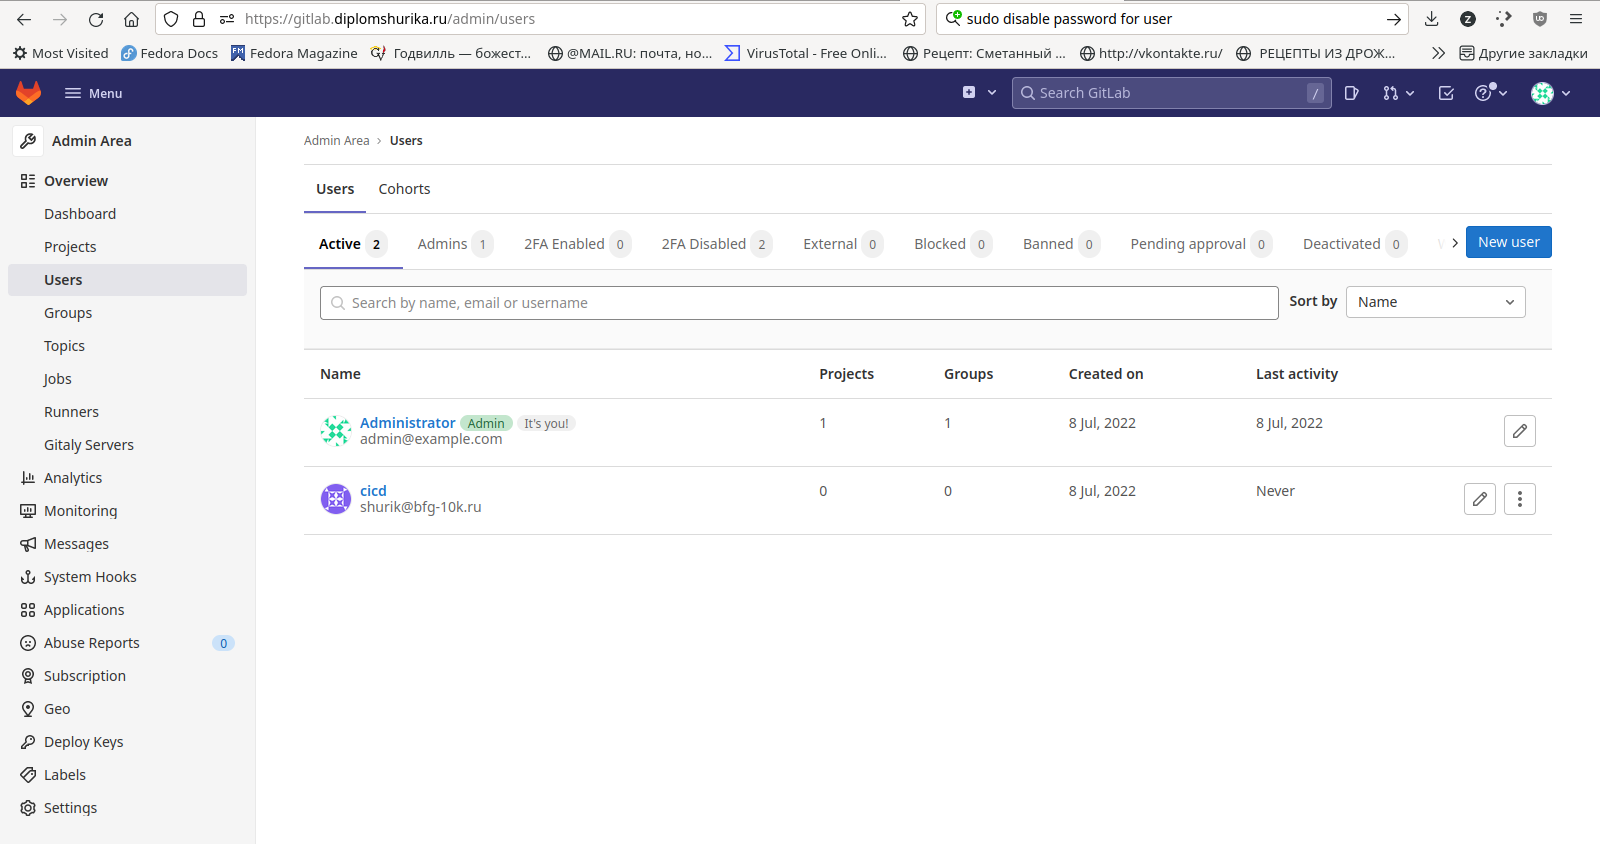 https://gitlab.diplomshurika.ru/admin/users
sudo disable password for user
Most Visited
Fedora Docs
Fedora Magazine
Годвилль — божест...
@MAIL.RU: почта, но...
VirusTotal - Free Onli...
Рецепт: Сметанный ...
http://vkontakte.ru/
РЕЦЕПТЫ ИЗ ДРОЖ...
Другие закладки
Menu
Search GitLab
/
Admin Area
Overview
Dashboard
Projects
Users
Groups
Topics
Jobs
Runners
Gitaly Servers
Analytics
Monitoring
Messages
System Hooks
Applications
Abuse Reports 0
Subscription
Geo
Deploy Keys
Labels
Settings
Admin Area › Users
Users Cohorts
Active 2 Admins 1 2FA Enabled 0 2FA Disabled 2 External 0 Blocked 0 Banned 0 Pending approval 0 Deactivated 0
New user
Search by name, email or username
Sort by Name
Name Projects Groups Created on Last activity
Administrator Admin It's you! 1 1 8 Jul, 2022 8 Jul, 2022
admin@example.com
cicd 0 0 8 Jul, 2022 Never
shurik@bfg-10k.ru